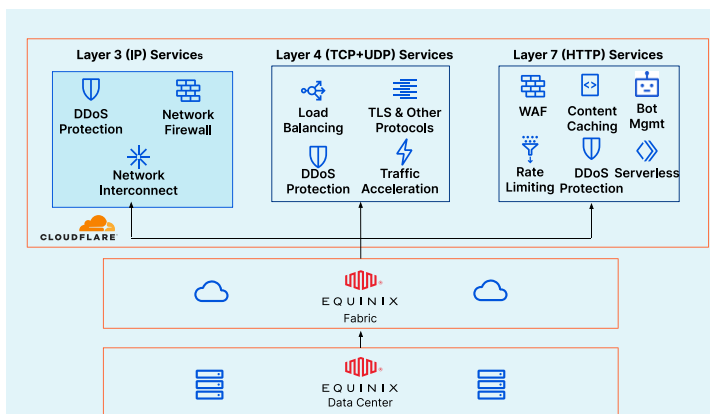 Layer 3 (IP) Services
Layer 4 (TCP+UDP) Services
Layer 7 (HTTP) Services
DDoS
Protection
Network
Firewall
Network
Interconnect
Load
Balancing
TLS & Other
Protocols
DDoS
Protection
Traffic
Acceleration
WAF
Content
Caching
Bot
Mgmt
Rate
Limiting
DDoS
Protection
Serverless
CLOUDFLARE
EQUINIX
Fabric
EQUINIX
Data Center